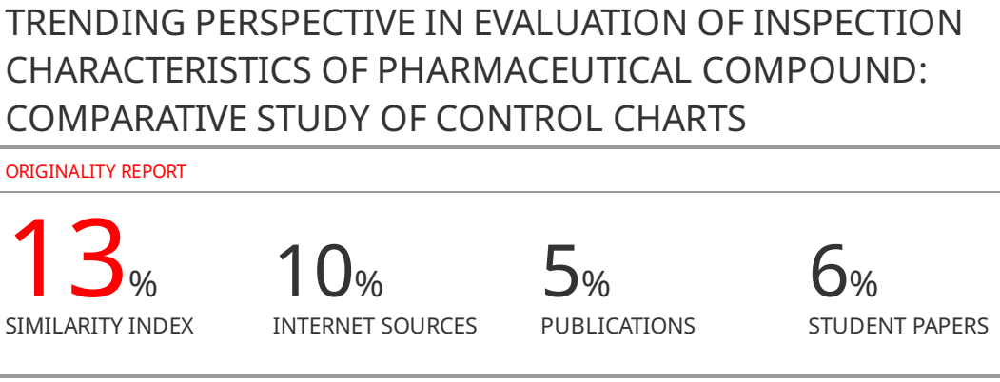 TRENDING PERSPECTIVE IN EVALUATION OF INSPECTION
CHARACTERISTICS OF PHARMACEUTICAL COMPOUND:
COMPARATIVE STUDY OF CONTROL CHARTS
ORIGINALITY REPORT
13% 10% 5% 6%
SIMILARITY INDEX INTERNET SOURCES PUBLICATIONS STUDENT PAPERS